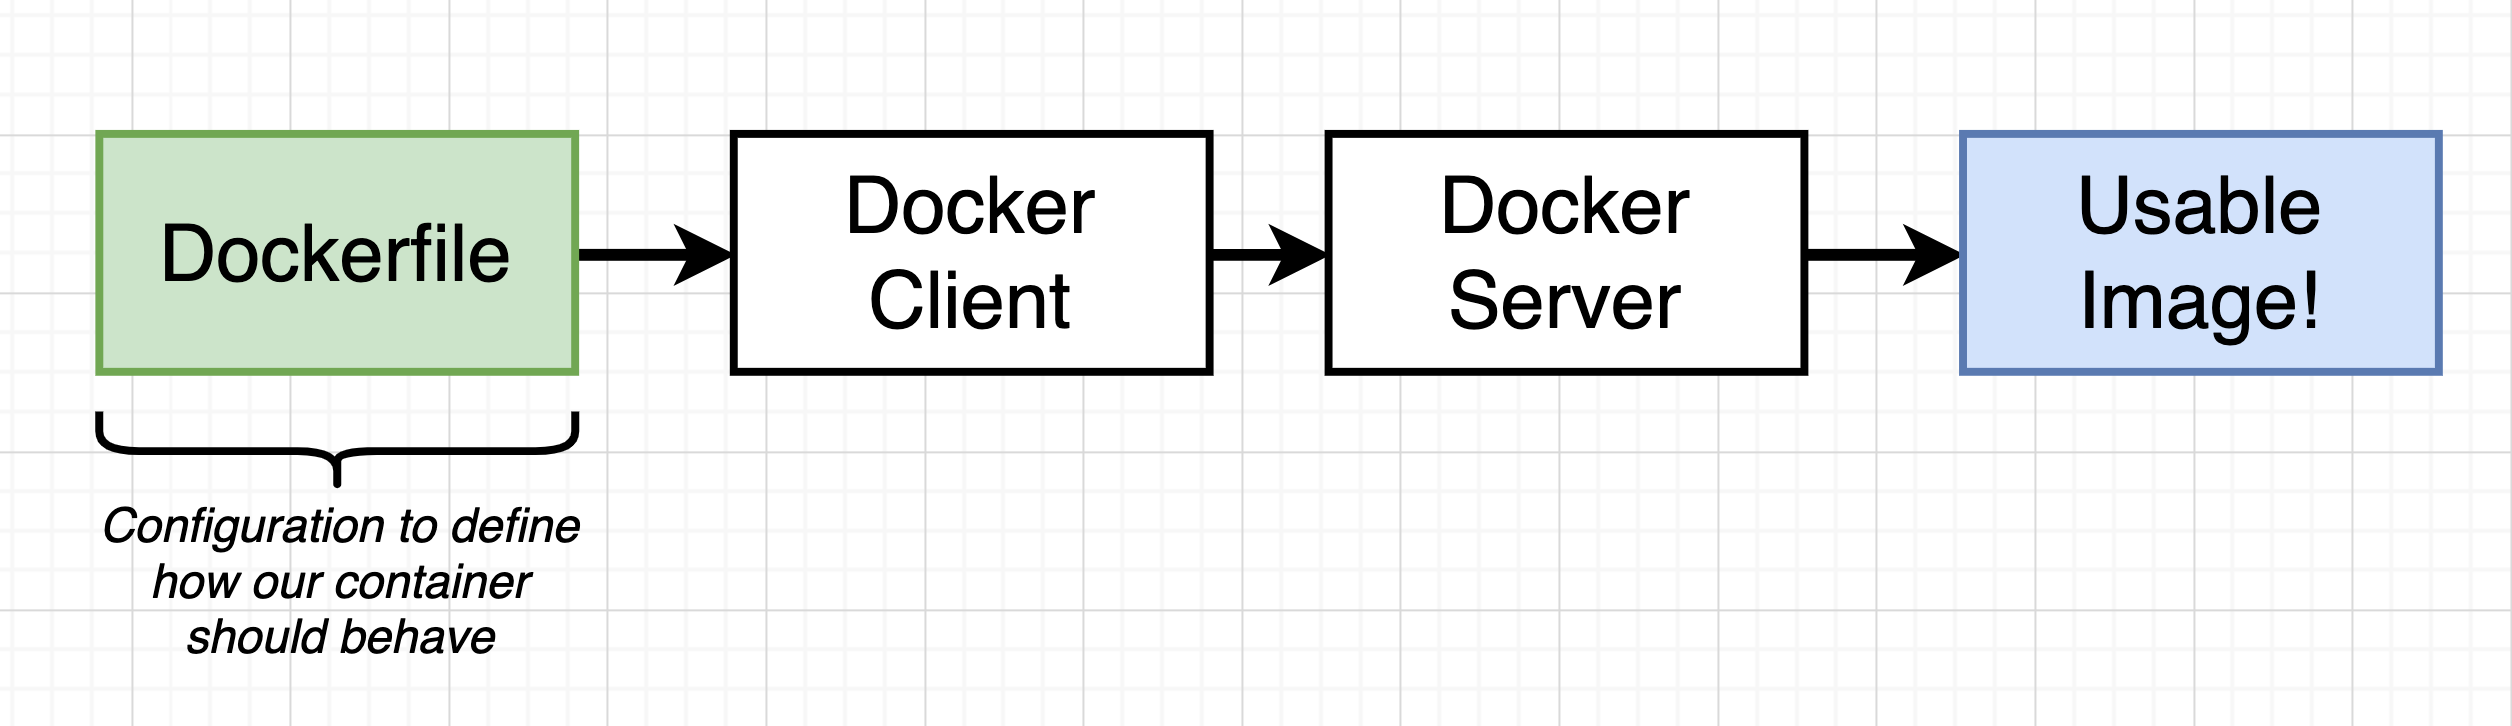 Dockerfile
Docker
Client
Docker
Server
Usable
Image!
Configuration to define
how our container
should behave